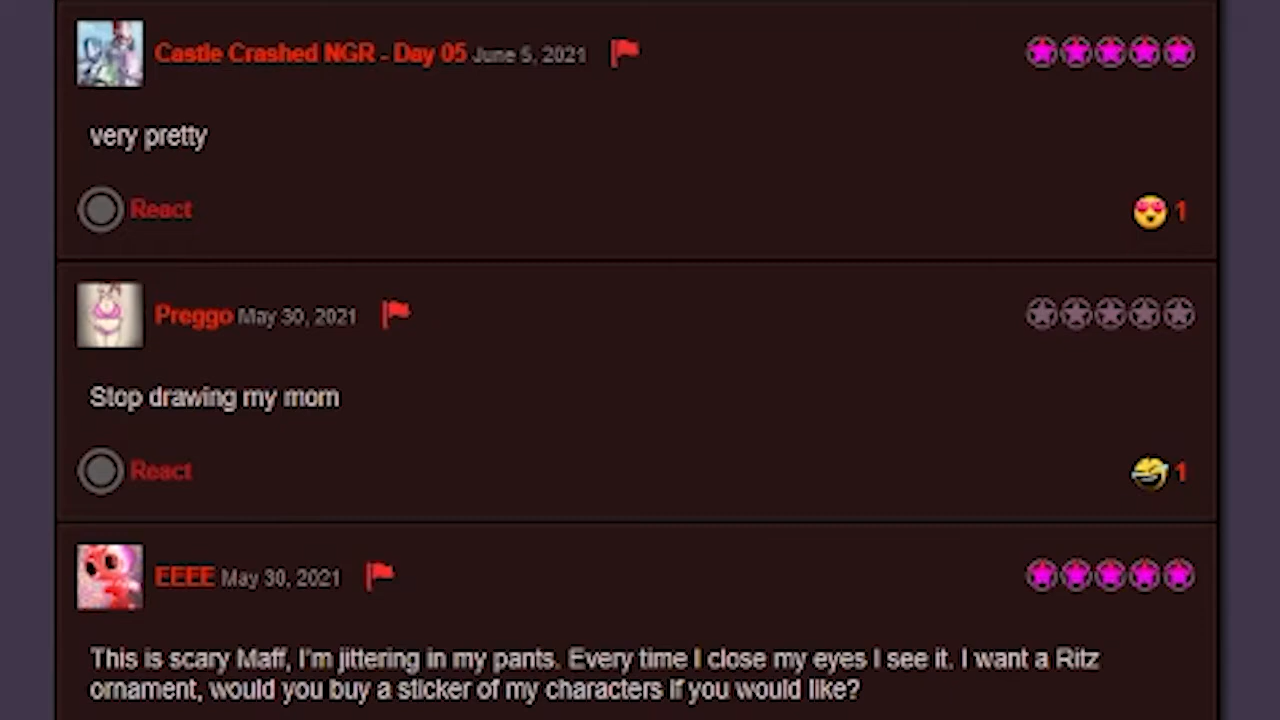 Castle Crashed NGR - Day 05 June 5, 2021
very pretty
React
1
Preggo May 30, 2021
Stop drawing my mom
React
1
EEEE May 30, 2021
This is scary Maff, I'm jittering in my pants. Every time I close my eyes I see it. I want a Ritz
ornament, would you buy a sticker of my characters if you would like?